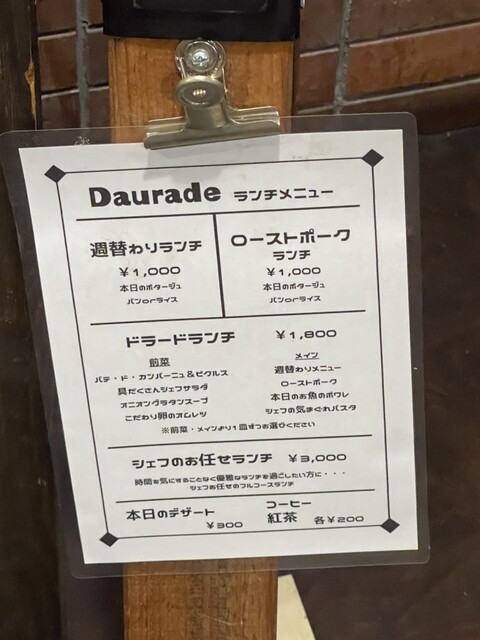 Daurade ランチメニュー
週替わりランチ
¥1,000
本日のポタージュ
パンorライス
ローストポーク
ランチ
¥1,000
本日のポタージュ
パンorライス
ドラードランチ ¥1,800
前菜
パテ・ド・カンパーニュ&ピクルス
具だくさんシェフサラダ
オニオングラタンスープ
こだわり卵のオムレツ
メイン
週替わりメニュー
ローストポーク
本日のお魚のポワレ
シェフの気まぐれパスタ
※前菜・メインより1皿ずつお選びください
シェフのお任せランチ ¥3,000
時間を気にすることなく優雅なランチを過ごしたい方に・・・
シェフお任せのフルコースランチ
本日のデザート
¥300
コーヒー
紅茶 各¥200